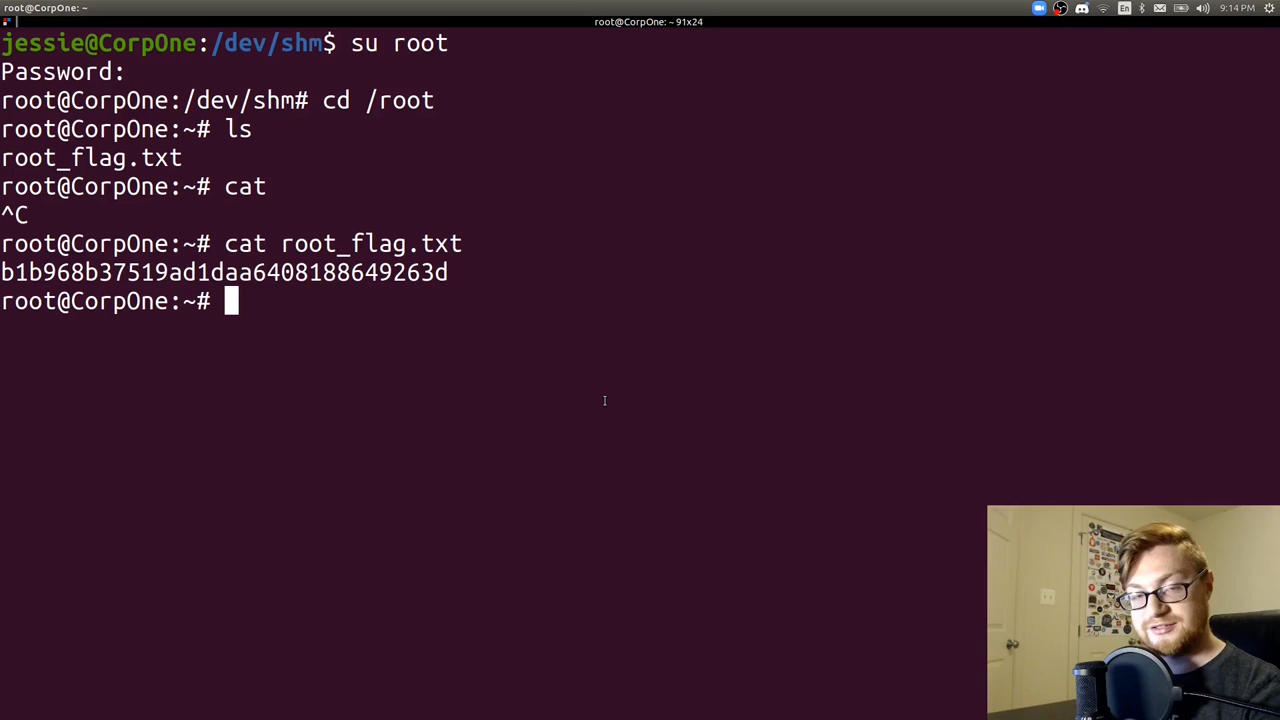 root@CorpOne: ~
root@CorpOne: ~ 91x24
En
9:14 PM
jessie@CorpOne:/dev/shm$ su root
Password:
root@CorpOne:/dev/shm# cd /root
root@CorpOne:~# ls
root_flag.txt
root@CorpOne:~# cat
^C
root@CorpOne:~# cat root_flag.txt
b1b968b37519ad1daa6408188649263d
root@CorpOne:~#